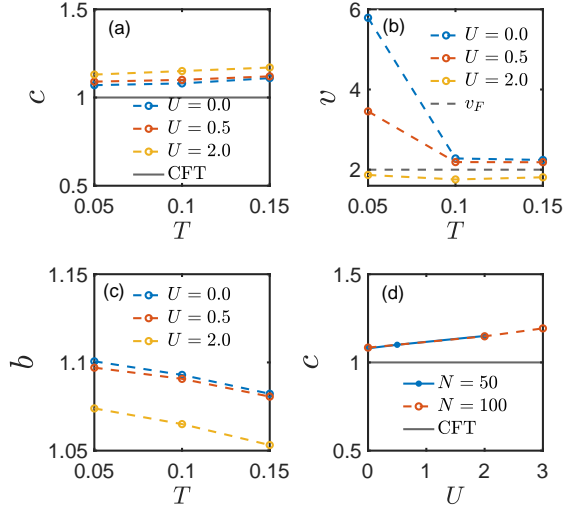 (a)
1.5
1
0.5
c
U = 0.0
U = 0.5
U = 2.0
CFT
0.05 0.1 0.15
T
(b)
6
4
2
v
U = 0.0
U = 0.5
U = 2.0
v_F
0.05 0.1 0.15
T
(c)
1.15
1.1
1.05
b
U = 0.0
U = 0.5
U = 2.0
0.05 0.1 0.15
T
(d)
1.5
1
0.5
c
N = 50
N = 100
CFT
0 1 2 3
U